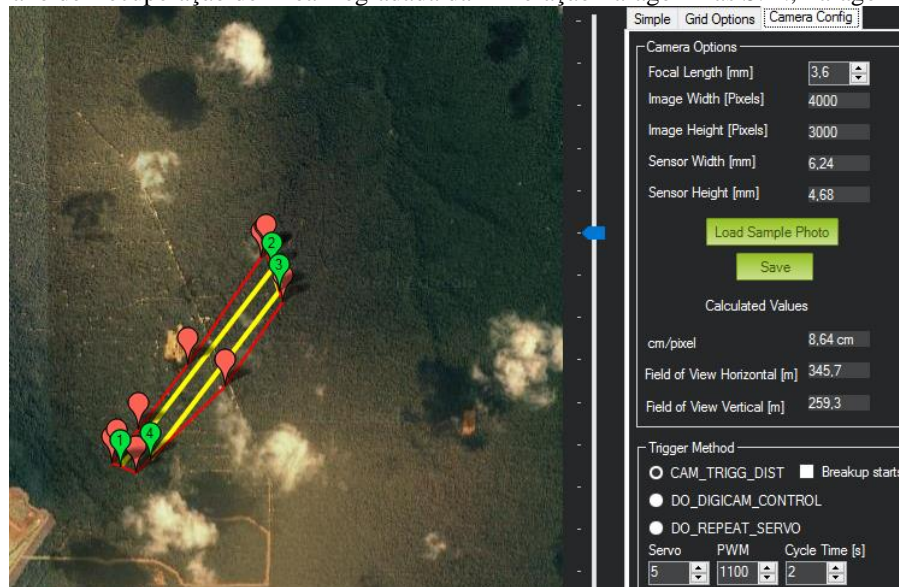 Simple Grid Options Camera Config
Camera Options
Focal Length [mm] 3,6
Image Width [Pixels] 4000
Image Height [Pixels] 3000
Sensor Width [mm] 6,24
Sensor Height [mm] 4,68
Load Sample Photo
Save
Calculated Values
cm/pixel 8,64 cm
Field of View Horizontal [m] 345,7
Field of View Vertical [m] 259,3
Trigger Method
CAM_TRIGG_DIST Breakup starts
DO_DIGICAM_CONTROL
DO_REPEAT_SERVO
Servo PWM Cycle Time [s]
5 1100 2
2
3
1
4